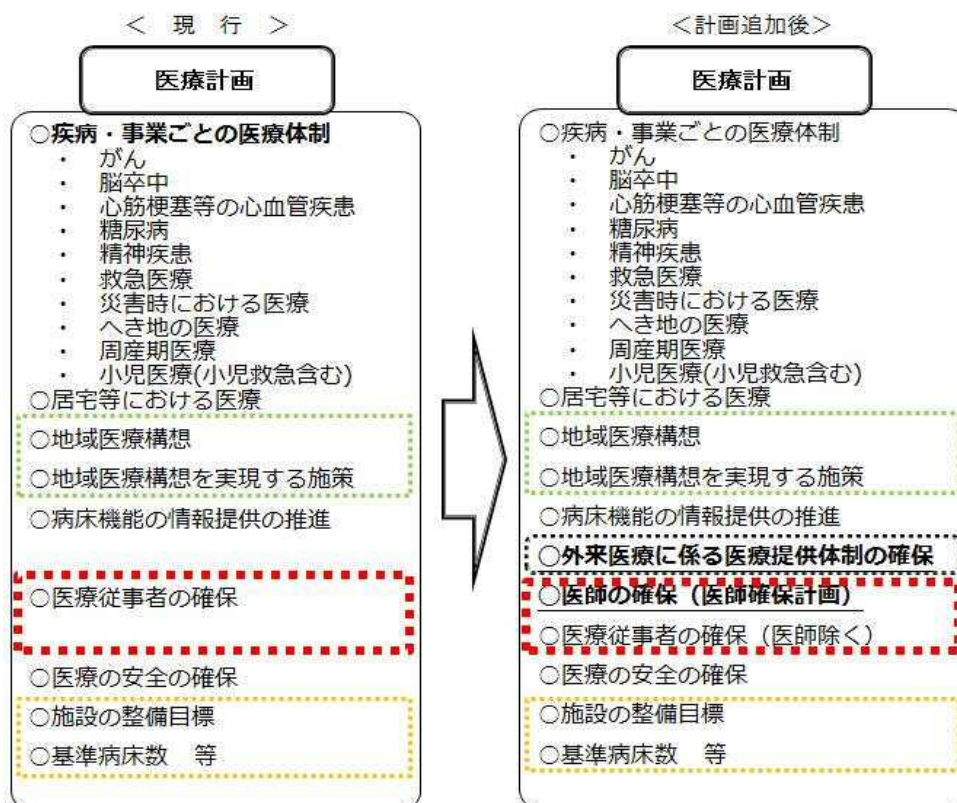 ＜ 現 行 ＞
医療計画
○疾病・事業ごとの医療体制
・ がん
・ 脳卒中
・ 心筋梗塞等の心血管疾患
・ 糖尿病
・ 精神疾患
・ 救急医療
・ 災害時における医療
・ へき地の医療
・ 周産期医療
・ 小児医療(小児救急含む)
○居宅等における医療
○地域医療構想
○地域医療構想を実現する施策
○病床機能の情報提供の推進
○医療従事者の確保
○医療の安全の確保
○施設の整備目標
○基準病床数 等
＜計画追加後＞
医療計画
○疾病・事業ごとの医療体制
・ がん
・ 脳卒中
・ 心筋梗塞等の心血管疾患
・ 糖尿病
・ 精神疾患
・ 救急医療
・ 災害時における医療
・ へき地の医療
・ 周産期医療
・ 小児医療(小児救急含む)
○居宅等における医療
○地域医療構想
○地域医療構想を実現する施策
○病床機能の情報提供の推進
○外来医療に係る医療提供体制の確保
○医師の確保（医師確保計画）
○医療従事者の確保（医師除く）
○医療の安全の確保
○施設の整備目標
○基準病床数 等